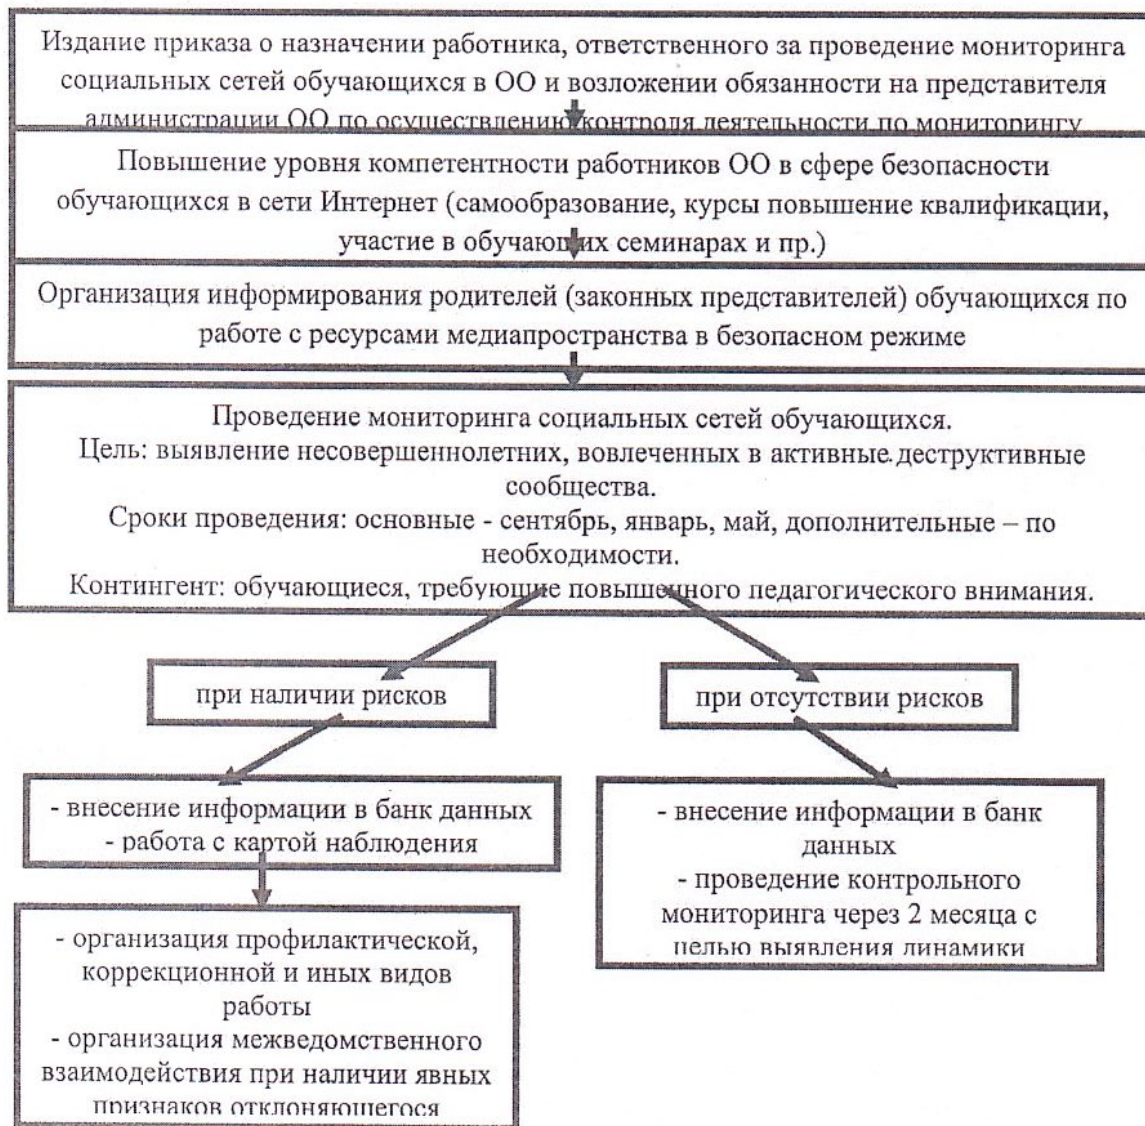 Издание приказа о назначении работника, ответственного за проведение мониторинга
социальных сетей обучающихся в ОО и возложении обязанности на представителя
администрации ОО по осуществлению контроля деятельности по мониторингу
Повышение уровня компетентности работников ОО в сфере безопасности
обучающихся в сети Интернет (самообразование, курсы повышение квалификации,
участие в обучающих семинарах и пр.)
Организация информирования родителей (законных представителей) обучающихся по
работе с ресурсами медиапространства в безопасном режиме
Проведение мониторинга социальных сетей обучающихся.
Цель: выявление несовершеннолетних, вовлеченных в активные деструктивные
сообщества.
Сроки проведения: основные - сентябрь, январь, май, дополнительные – по
необходимости.
Контингент: обучающиеся, требующие повышенного педагогического внимания.
при наличии рисков
при отсутствии рисков
- внесение информации в банк данных
- работа с картой наблюдения
- внесение информации в банк
данных
- проведение контрольного
мониторинга через 2 месяца с
целью выявления динамики
- организация профилактической,
коррекционной и иных видов
работы
- организация межведомственного
взаимодействия при наличии явных
признаков отклоняющегося